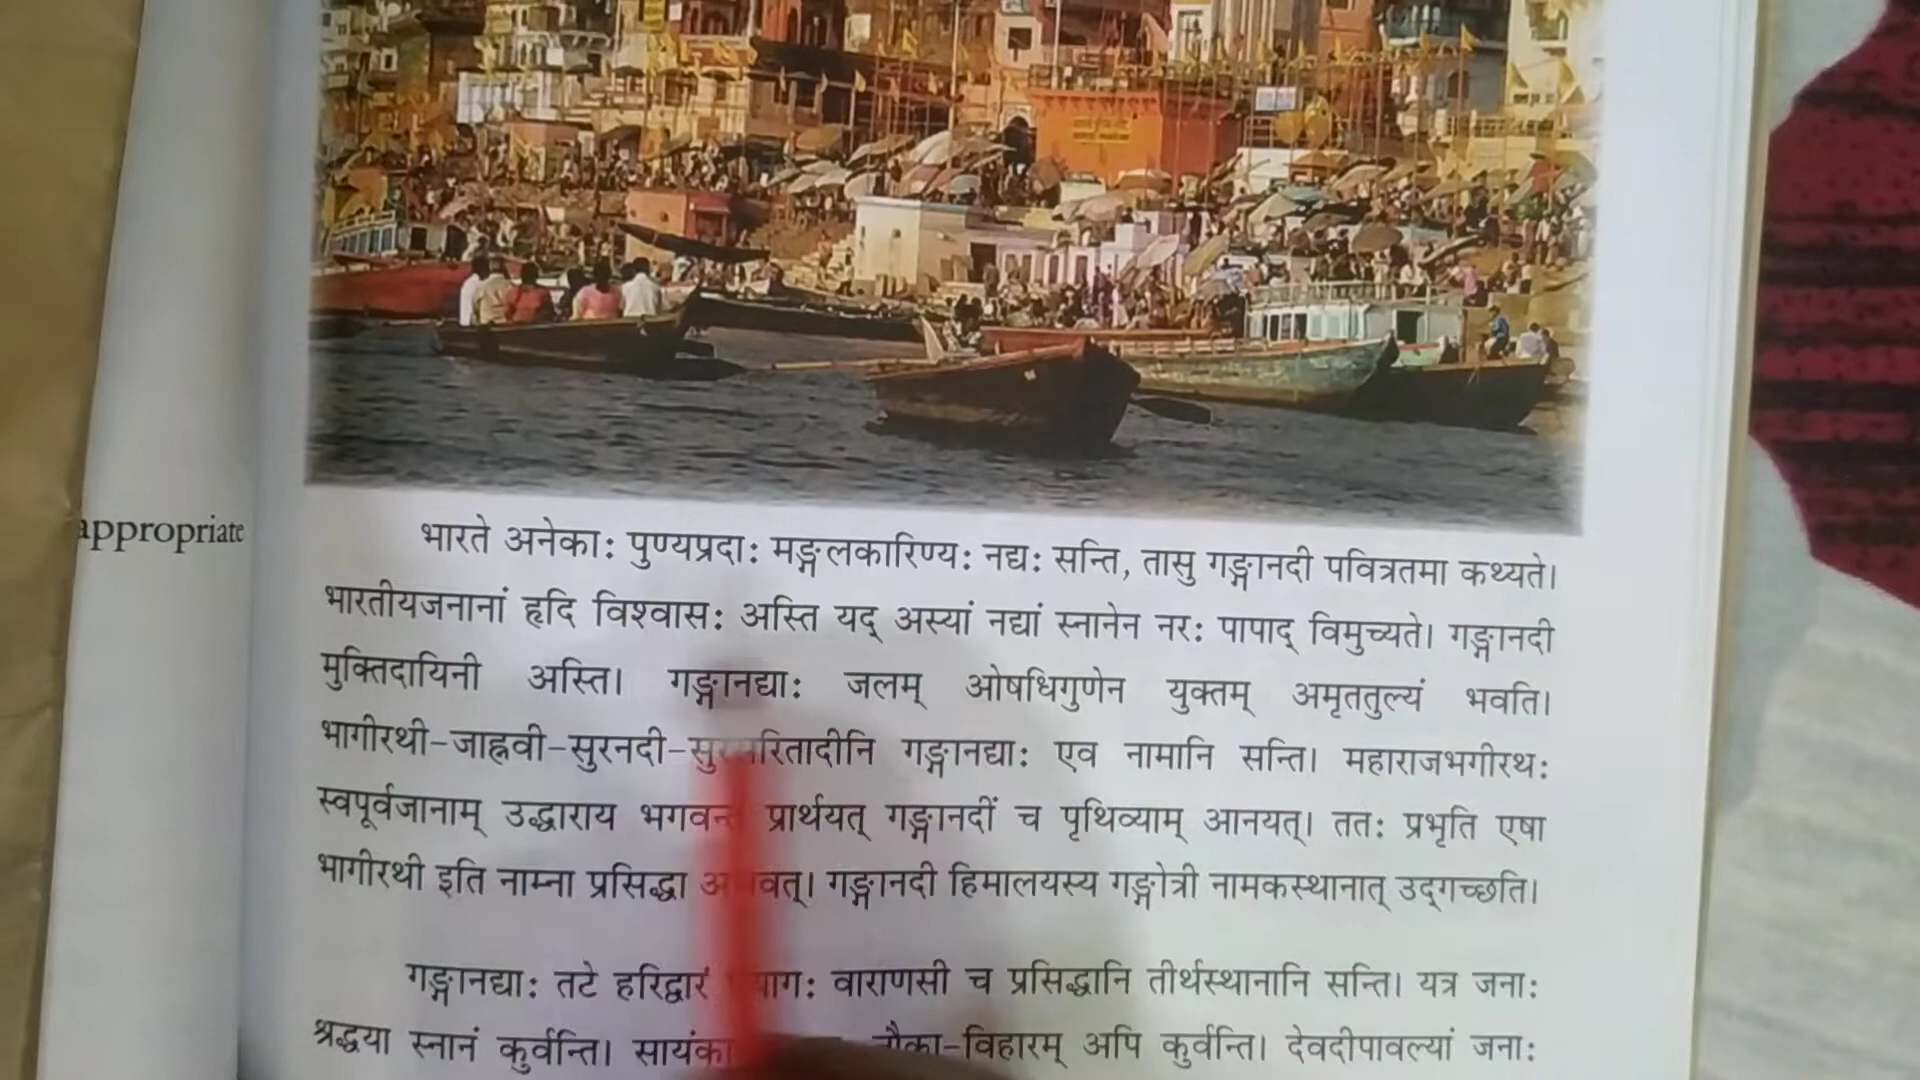 appropriate
भारते अनेकाः पुण्यप्रदाः मङ्गलकारिण्यः नद्यः सन्ति, तासु गङ्गानदी पवित्रतमा कथ्यते।
भारतीयजनानां हृदि विश्वासः अस्ति यद् अस्यां नद्यां स्नानेन नरः पापाद् विमुच्यते। गङ्गानदी
मुक्तिदायिनी अस्ति। गङ्गानद्याः जलम् ओषधिगुणेन युक्तम् अमृततुल्यं भवति।
भागीरथी-जाह्नवी-सुरनदी-सुरसरितादीनि गङ्गानद्याः एव नामानि सन्ति। महाराजभगीरथः
स्वपूर्वजानाम् उद्धाराय प्रार्थयत् गङ्गानदीं च पृथिव्याम् आनयत्। ततः प्रभृति एषा
भागीरथी इति नाम्ना प्रसिद्धा अभवत्। गङ्गानदी हिमालयस्य गङ्गोत्री नामकस्थानात् उद्गच्छति।
गङ्गानद्याः तटे हरिद्वारं वाराणसी च प्रसिद्धानि तीर्थस्थानानि सन्ति। यत्र जनाः
श्रद्धया स्नानं कुर्वन्ति। नौका-विहारम् अपि कुर्वन्ति। देवदीपावल्यां जनाः